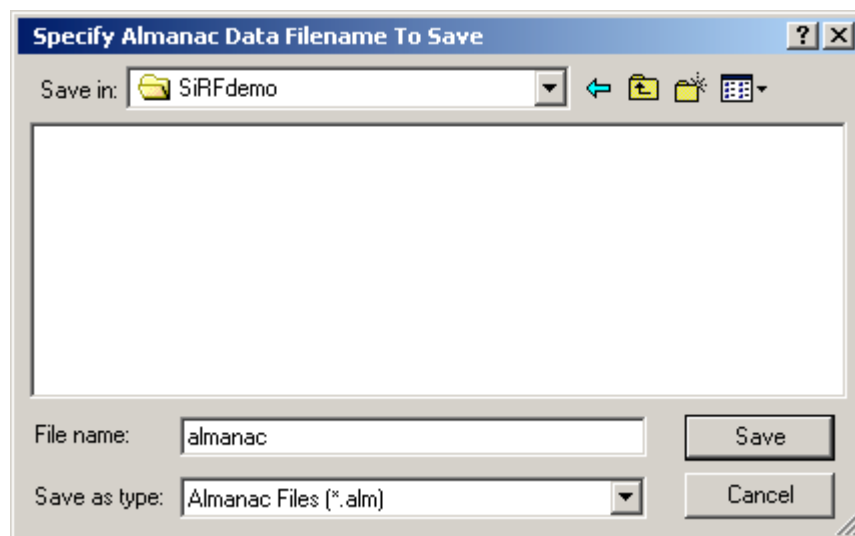 Specify Almanac Data Filename To Save
Save in: SiRFdemo
File name: almanac Save
Save as type: Almanac Files (*.alm) Cancel